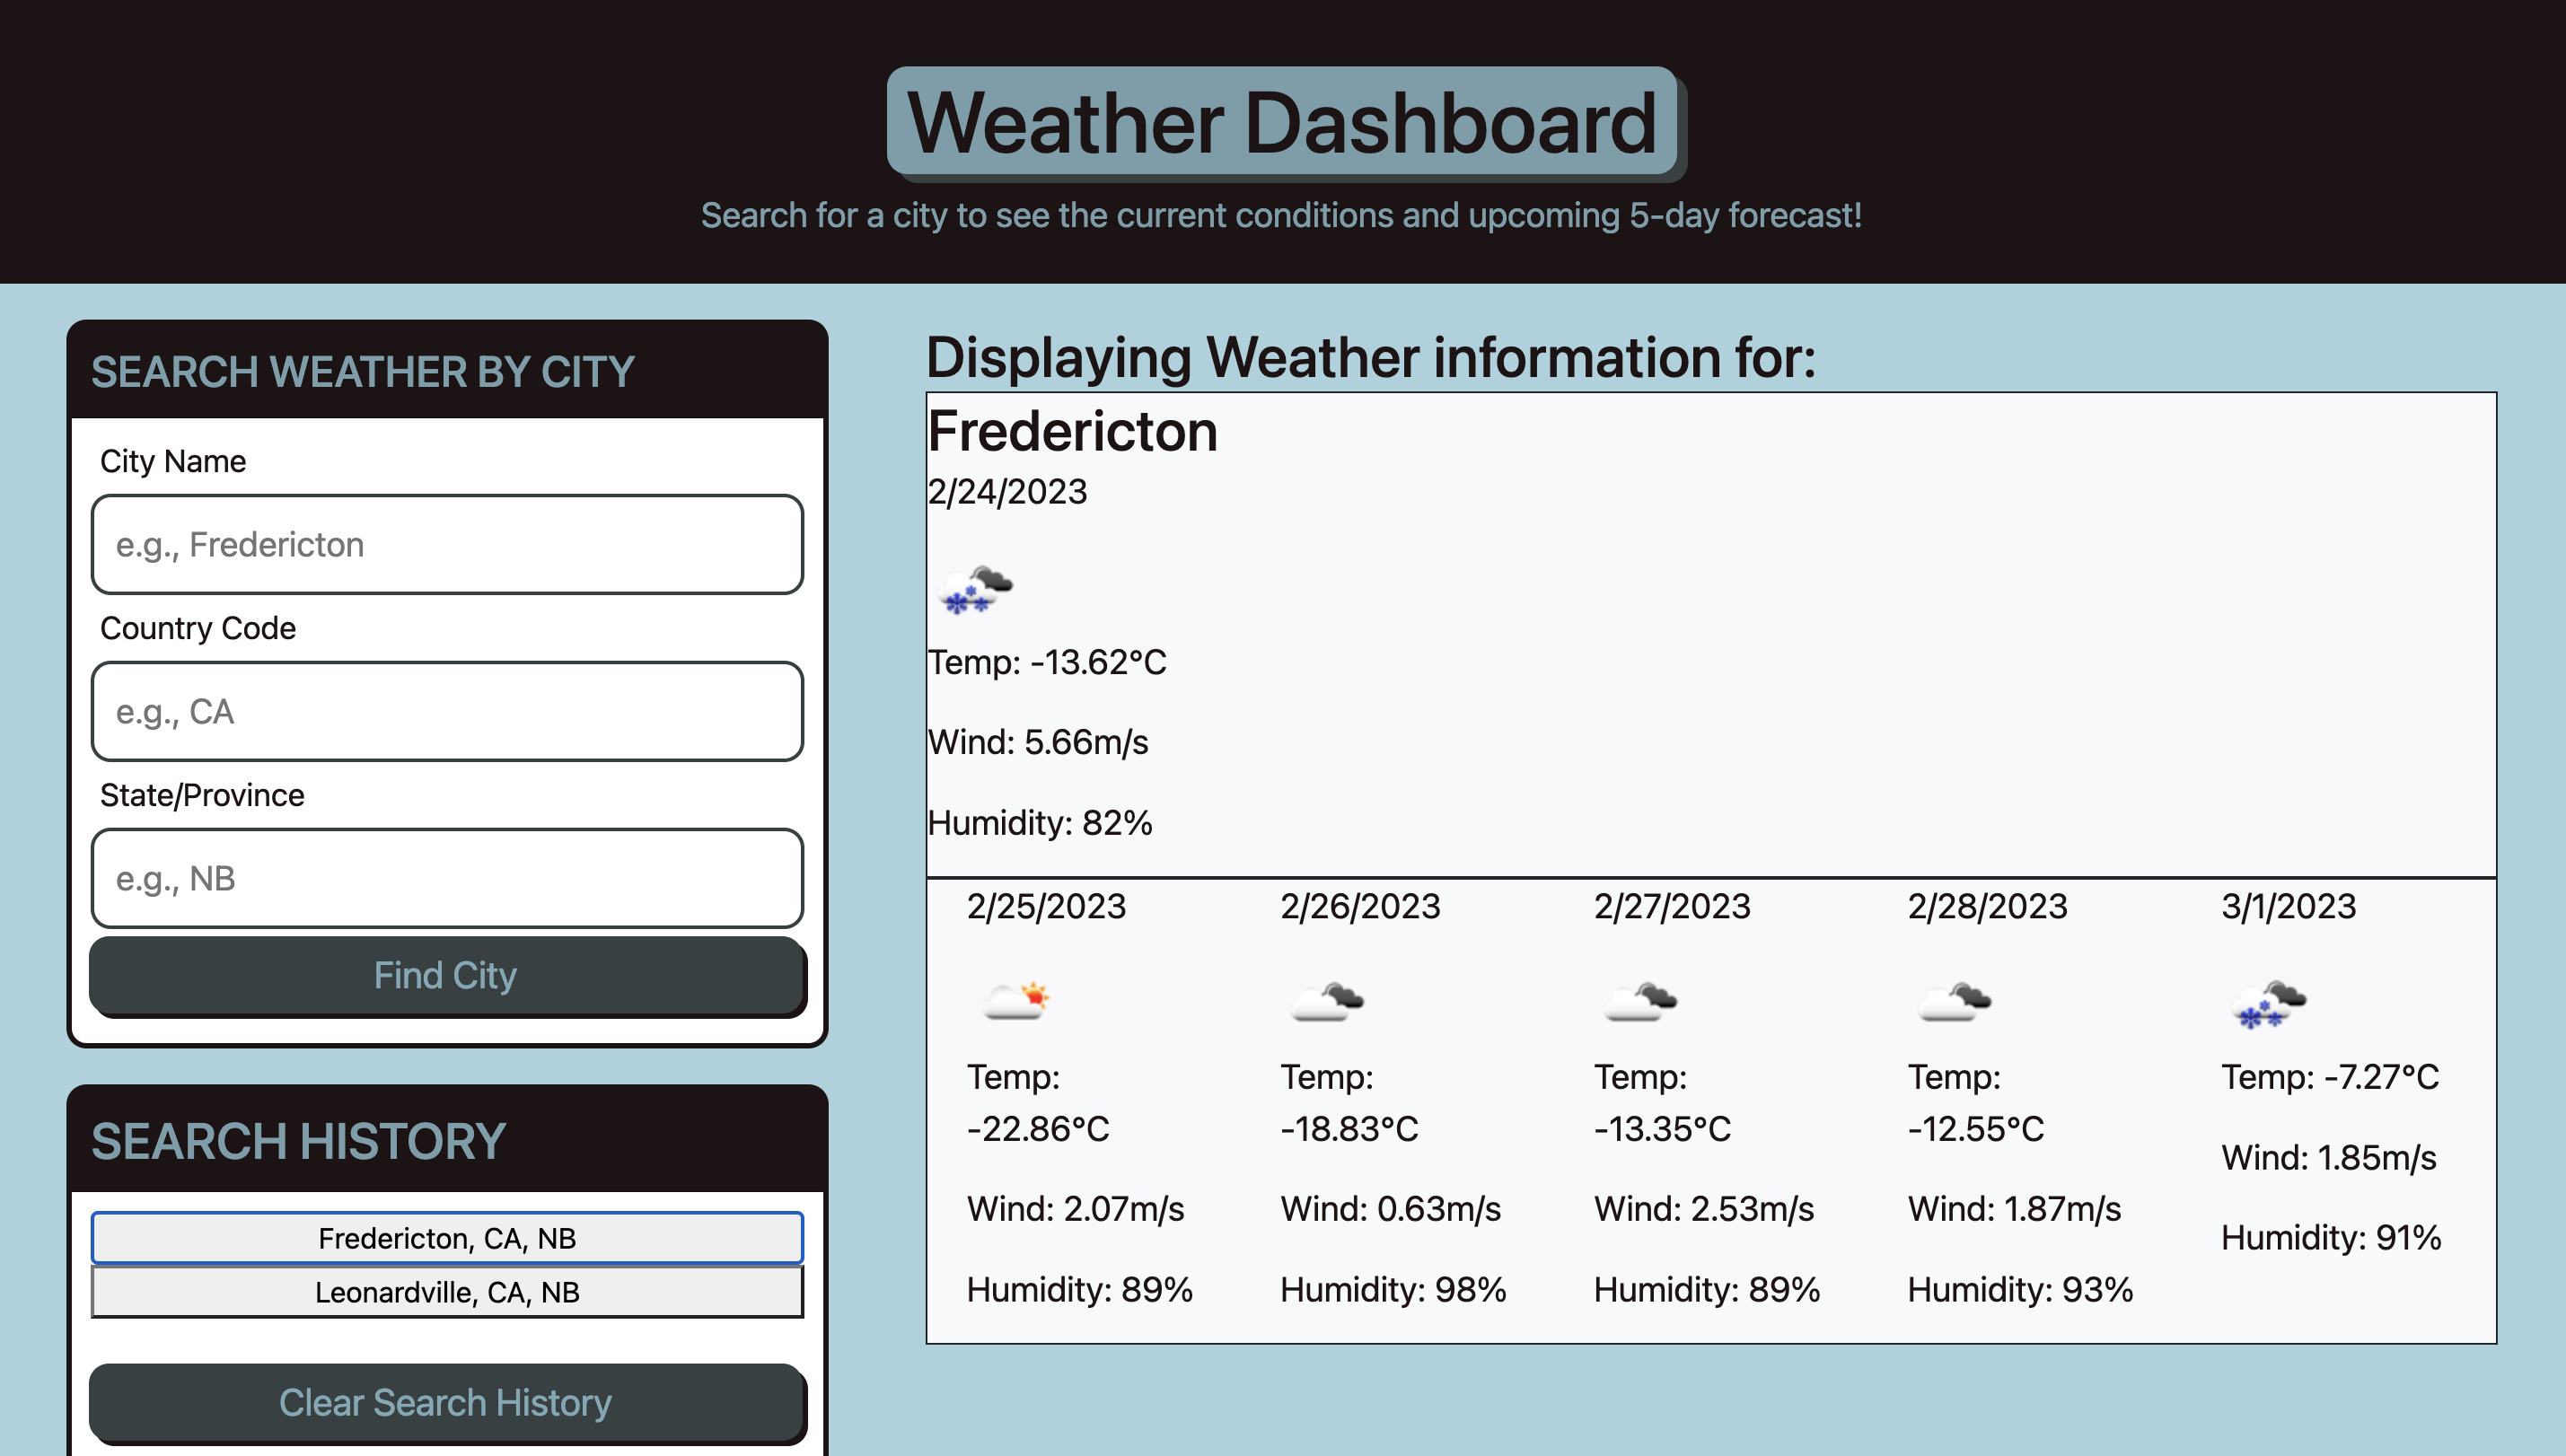 Weather Dashboard
Search for a city to see the current conditions and upcoming 5-day forecast!
SEARCH WEATHER BY CITY
City Name
e.g., Fredericton
Country Code
e.g., CA
State/Province
e.g., NB
Find City
SEARCH HISTORY
Fredericton, CA, NB
Leonardville, CA, NB
Clear Search History
Displaying Weather information for:
Fredericton
2/24/2023
Temp: -13.62°C
Wind: 5.66m/s
Humidity: 82%
2/25/2023
Temp:
-22.86°C
Wind: 2.07m/s
Humidity: 89%
2/26/2023
Temp:
-18.83°C
Wind: 0.63m/s
Humidity: 98%
2/27/2023
Temp:
-13.35°C
Wind: 2.53m/s
Humidity: 89%
2/28/2023
Temp:
-12.55°C
Wind: 1.87m/s
Humidity: 93%
3/1/2023
Temp: -7.27°C
Wind: 1.85m/s
Humidity: 91%